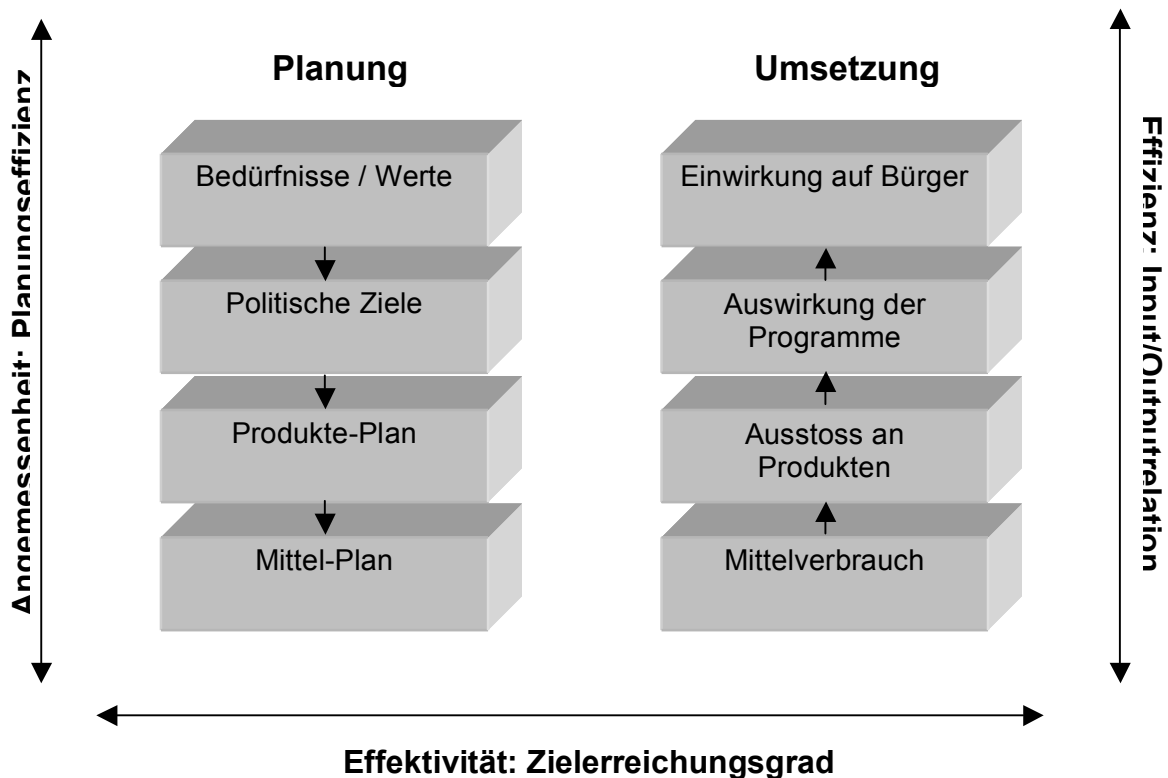 Planung
Umsetzung
Angemessenheit: Planungseffizienz
Bedürfnisse / Werte
Politische Ziele
Produkte-Plan
Mittel-Plan
Einwirkung auf Bürger
Auswirkung der
Programme
Ausstoss an
Produkten
Mittelverbrauch
Effizienz: Input/Outputrelation
Effektivität: Zielerreichungsgrad